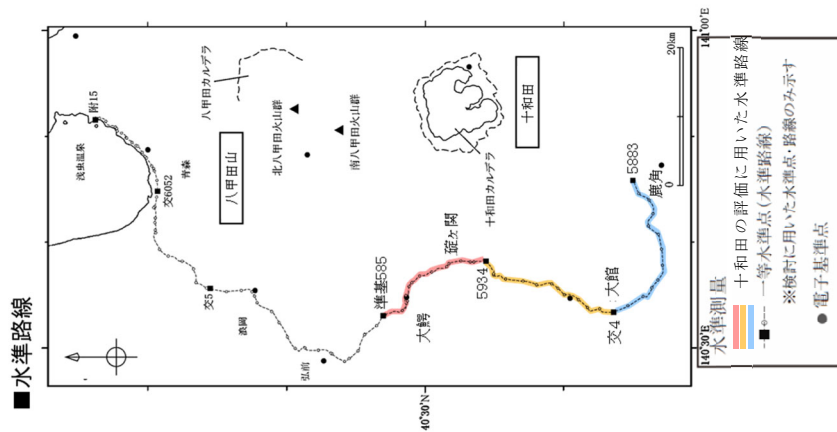 ■水準路線
141°00'E
140°30'E
40°30'N
附15
浅虫温泉
青森
交6052
八甲田カルデラ
八甲田山
北八甲田火山群
南八甲田火山群
交5
浪岡
弘前
準基585
大鰐
碇ヶ関
5934
十和田カルデラ
十和田
交4
大館
5883
鹿角
0
20km
水準測量
十和田の評価に用いた水準路線
一等水準点(水準路線)
※検討に用いた水準点・路線のみ示す
電子基準点